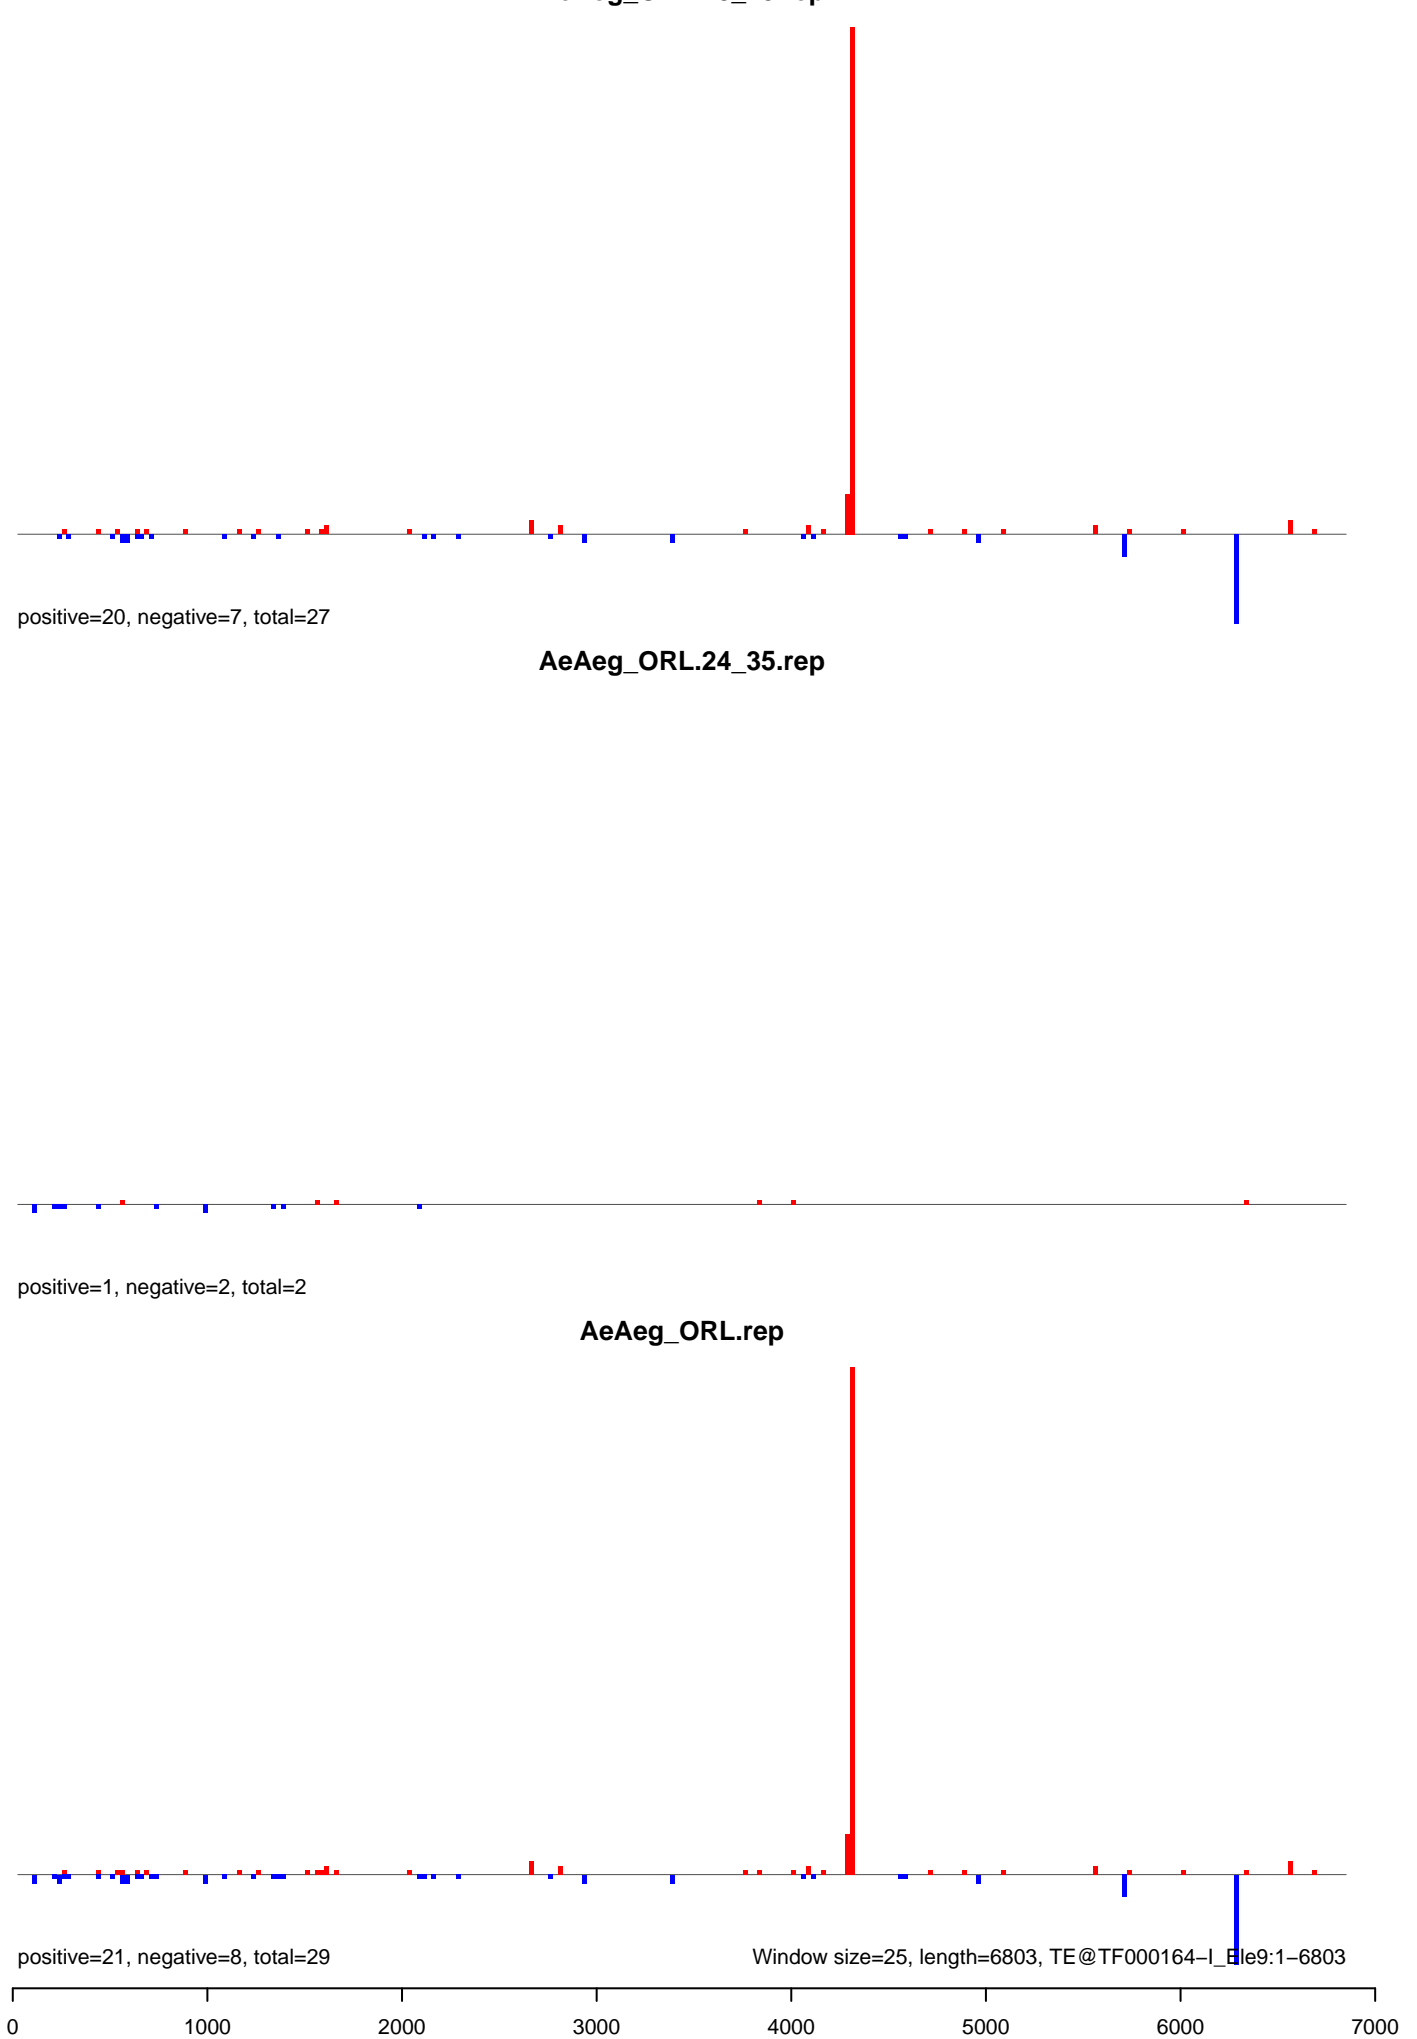 positive=20, negative=7, total=27
AeAeg_ORL.24_35.rep
positive=1, negative=2, total=2
AeAeg_ORL.rep
positive=21, negative=8, total=29
Window size=25, length=6803, TE@TF000164−I_Ele9:1−6803
0 1000 2000 3000 4000 5000 6000 7000